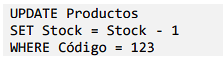 UPDATE Productos
SET Stock = Stock - 1
WHERE Código = 123